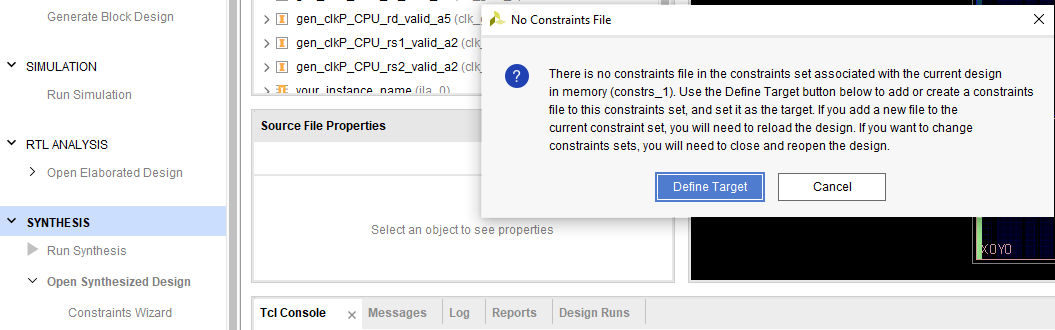 Generate Block Design
SIMULATION
Run Simulation
RTL ANALYSIS
Open Elaborated Design
SYNTHESIS
Run Synthesis
Open Synthesized Design
Constraints Wizard
gen_clkP_CPU_rd_valid_a5 (clk_
gen_clkP_CPU_rs1_valid_a2 (clk_
gen_clkP_CPU_rs2_valid_a2 (clk_
your_instance_name (ila_0)
Source File Properties
Select an object to see properties
Tcl Console
Messages
Log
Reports
Design Runs
No Constraints File
There is no constraints file in the constraints set associated with the current design
in memory (constrs_1). Use the Define Target button below to add or create a constraints
file to this constraints set, and set it as the target. If you add a new file to the
current constraint set, you will need to reload the design. If you want to change
constraints sets, you will need to close and reopen the design.
Define Target
Cancel
X0Y0